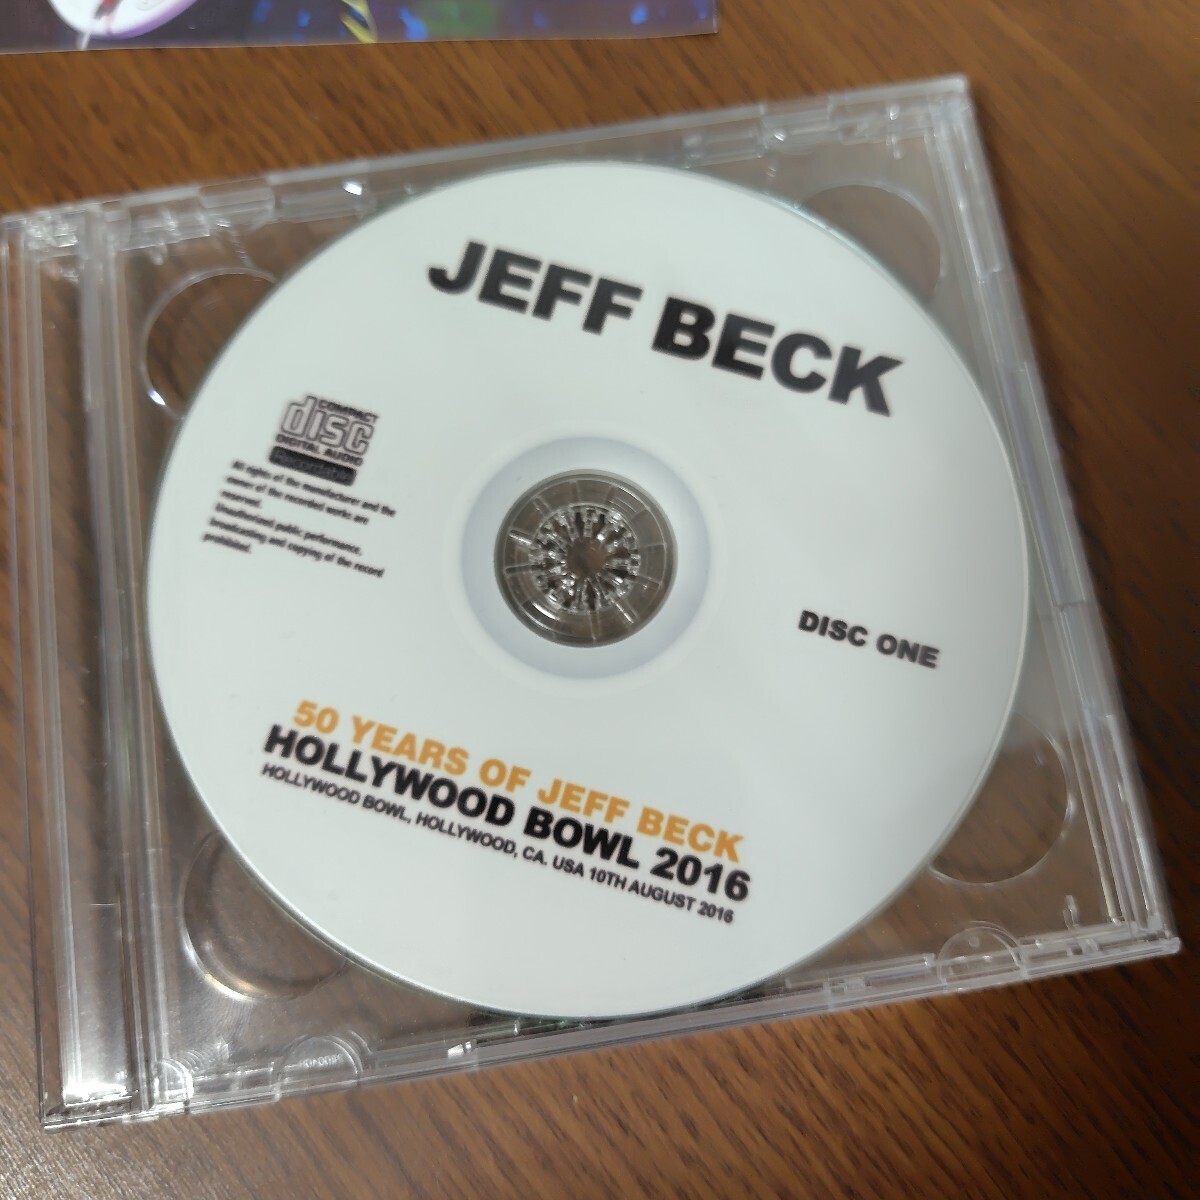 JEFF BECK
COMPACT
disc
DIGITAL AUDIO
Recordable
All rights of the manufacturer and the
owner of the recorded works are
reserved.
Unauthorized public performance,
broadcasting and copying of the record
prohibited.
DISC ONE
50 YEARS OF JEFF BECK
HOLLYWOOD BOWL 2016
HOLLYWOOD BOWL, HOLLYWOOD, CA. USA 10TH AUGUST 2016